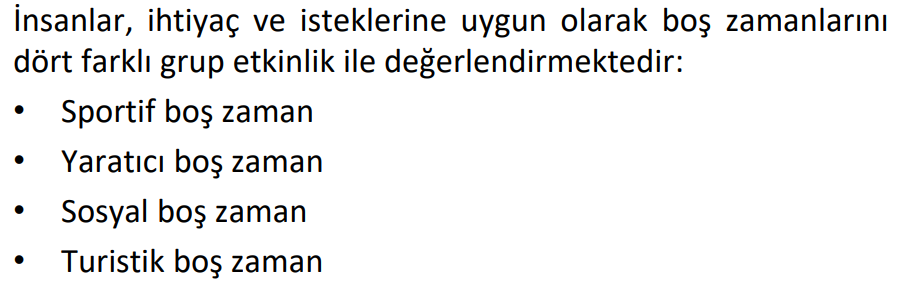 İnsanlar, ihtiyaç ve isteklerine uygun olarak boş zamanlarını
dört farklı grup etkinlik ile değerlendirmektedir:
• Sportif boş zaman
• Yaratıcı boş zaman
• Sosyal boş zaman
• Turistik boş zaman